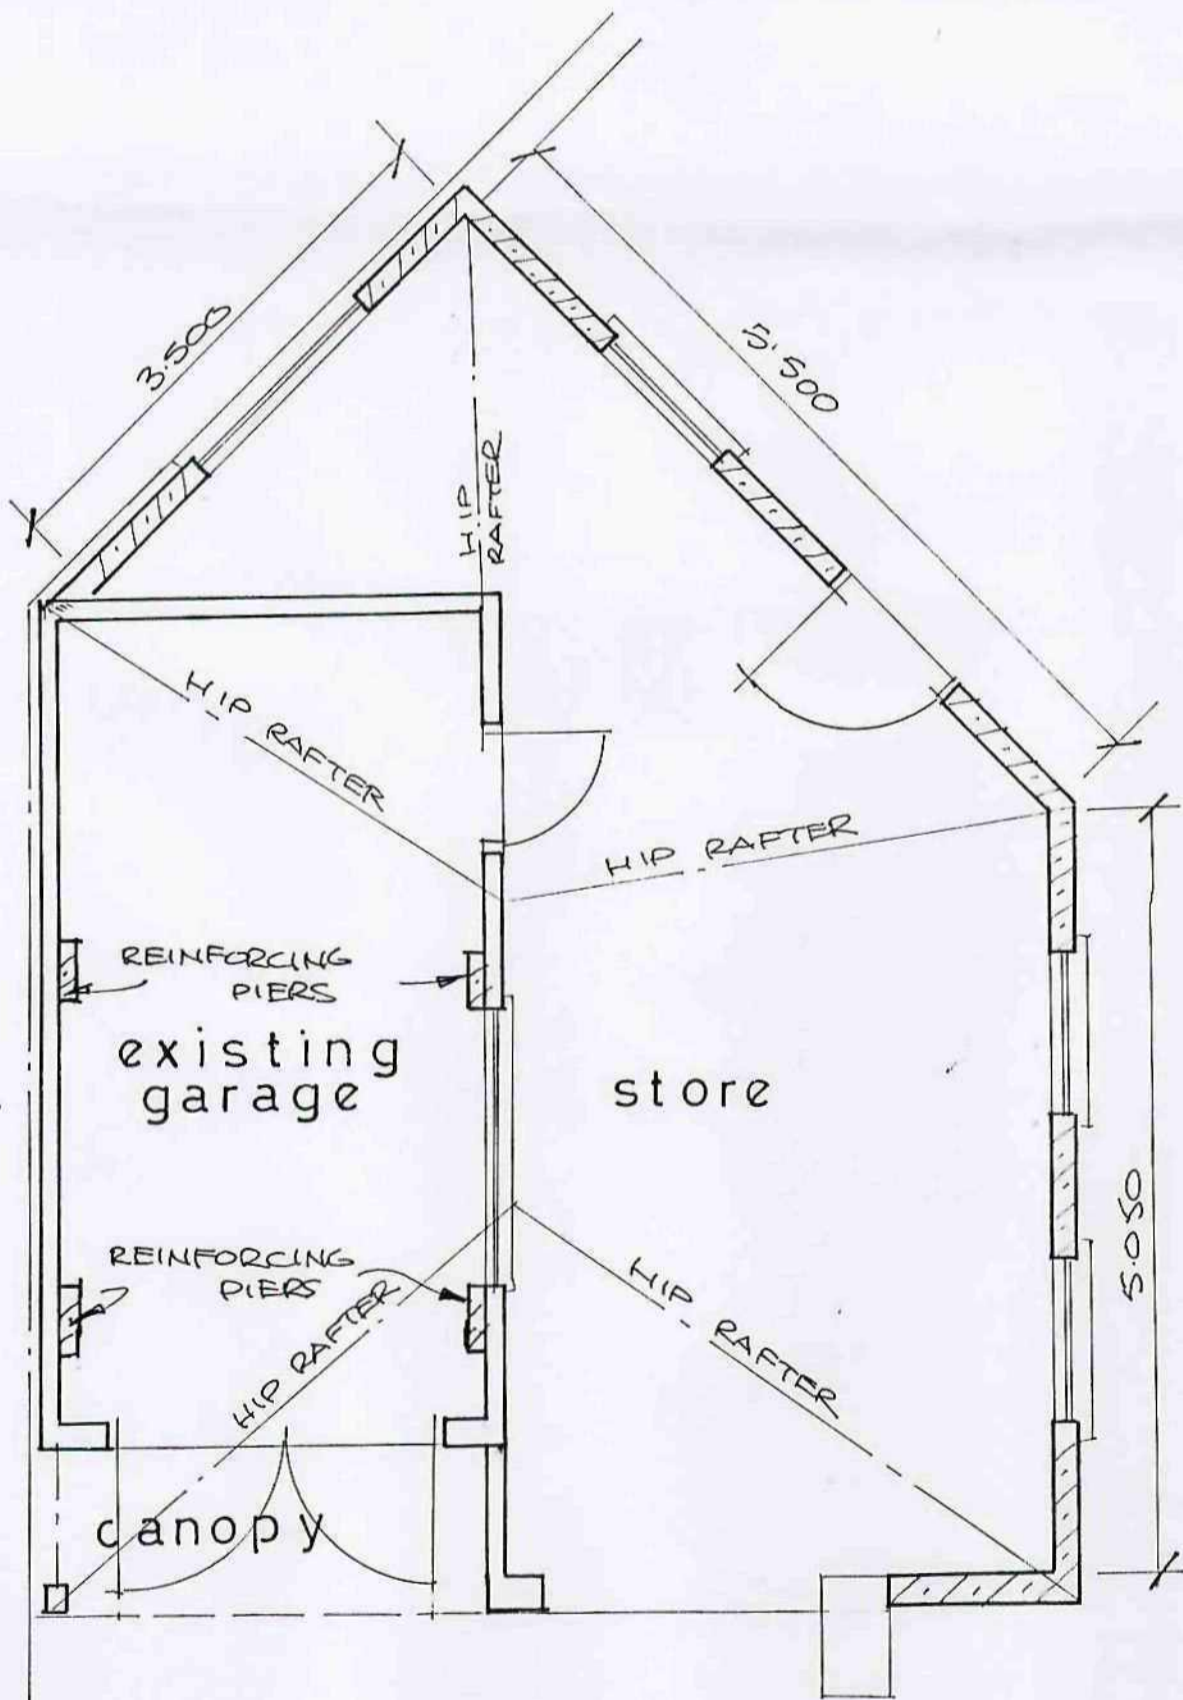 3.500
5.500
HIP
RAFTER
HIP RAFTER
HIP RAFTER
REINFORCING
PIERS
existing
garage
store
REINFORCING
PIERS
HIP RAFTER
HIP RAFTER
5.050
canopy